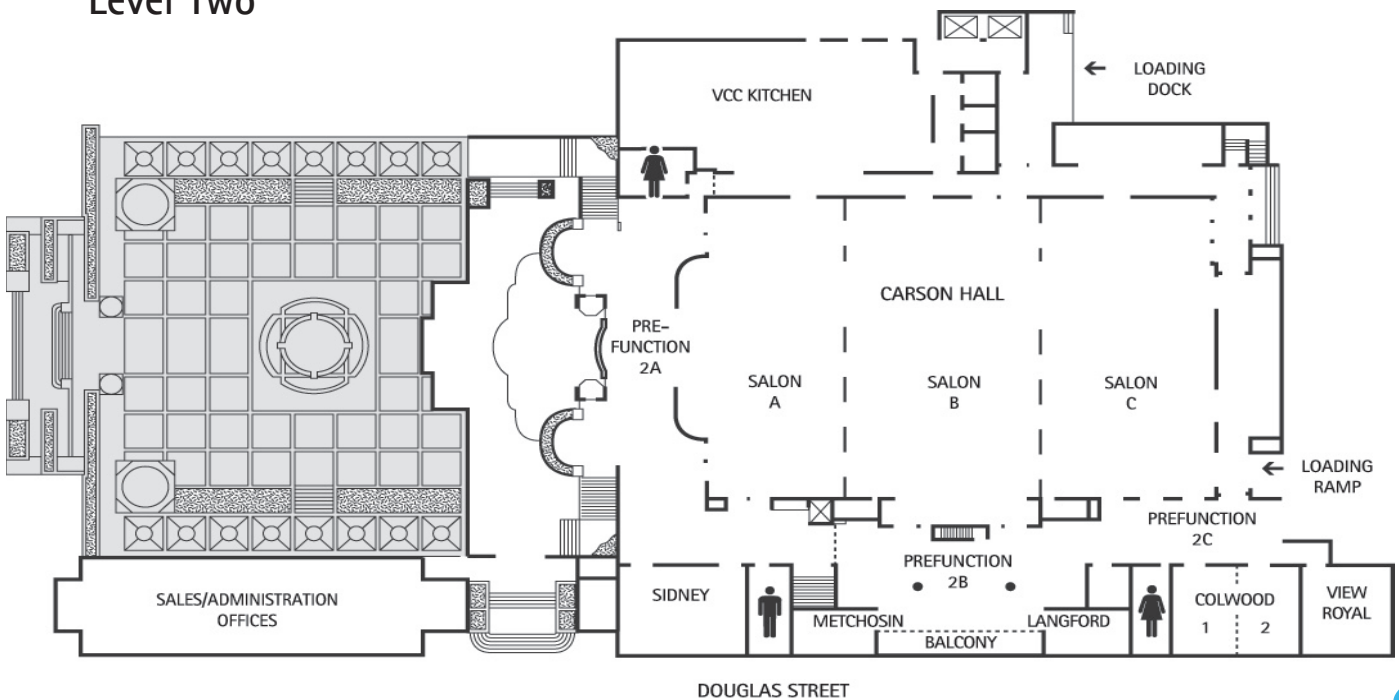 Level Two
VCC KITCHEN
LOADING
DOCK
CARSON HALL
PRE-
FUNCTION
2A
SALON
A
SALON
B
SALON
C
LOADING
RAMP
PREFUNCTION
2C
PREFUNCTION
2B
SALES/ADMINISTRATION
OFFICES
SIDNEY
METCHOSIN
LANGFORD
BALCONY
COLWOOD
1 2
VIEW
ROYAL
DOUGLAS STREET